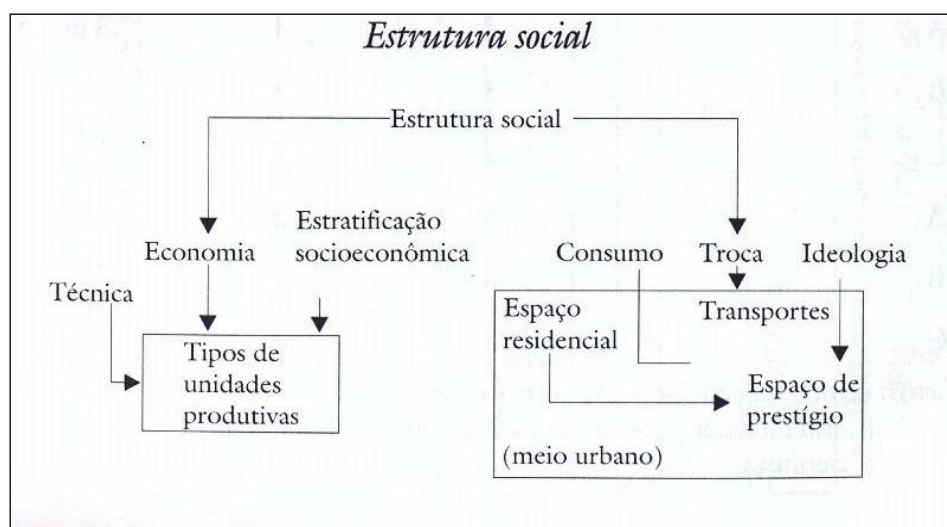 Estrutura social
Estrutura social
Estratificação
socioeconômica
Economia
Consumo
Troca
Ideologia
Técnica
Tipos de
unidades
produtivas
Espaço
residencial
Transportes
Espaço de
prestígio
(meio urbano)